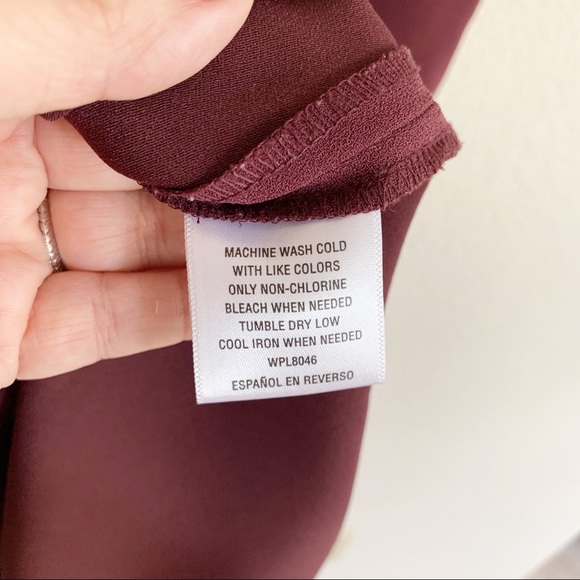 MACHINE WASH COLD
WITH LIKE COLORS
ONLY NON-CHLORINE
BLEACH WHEN NEEDED
TUMBLE DRY LOW
COOL IRON WHEN NEEDED
WPL8046
ESPAÑOL EN REVERSO